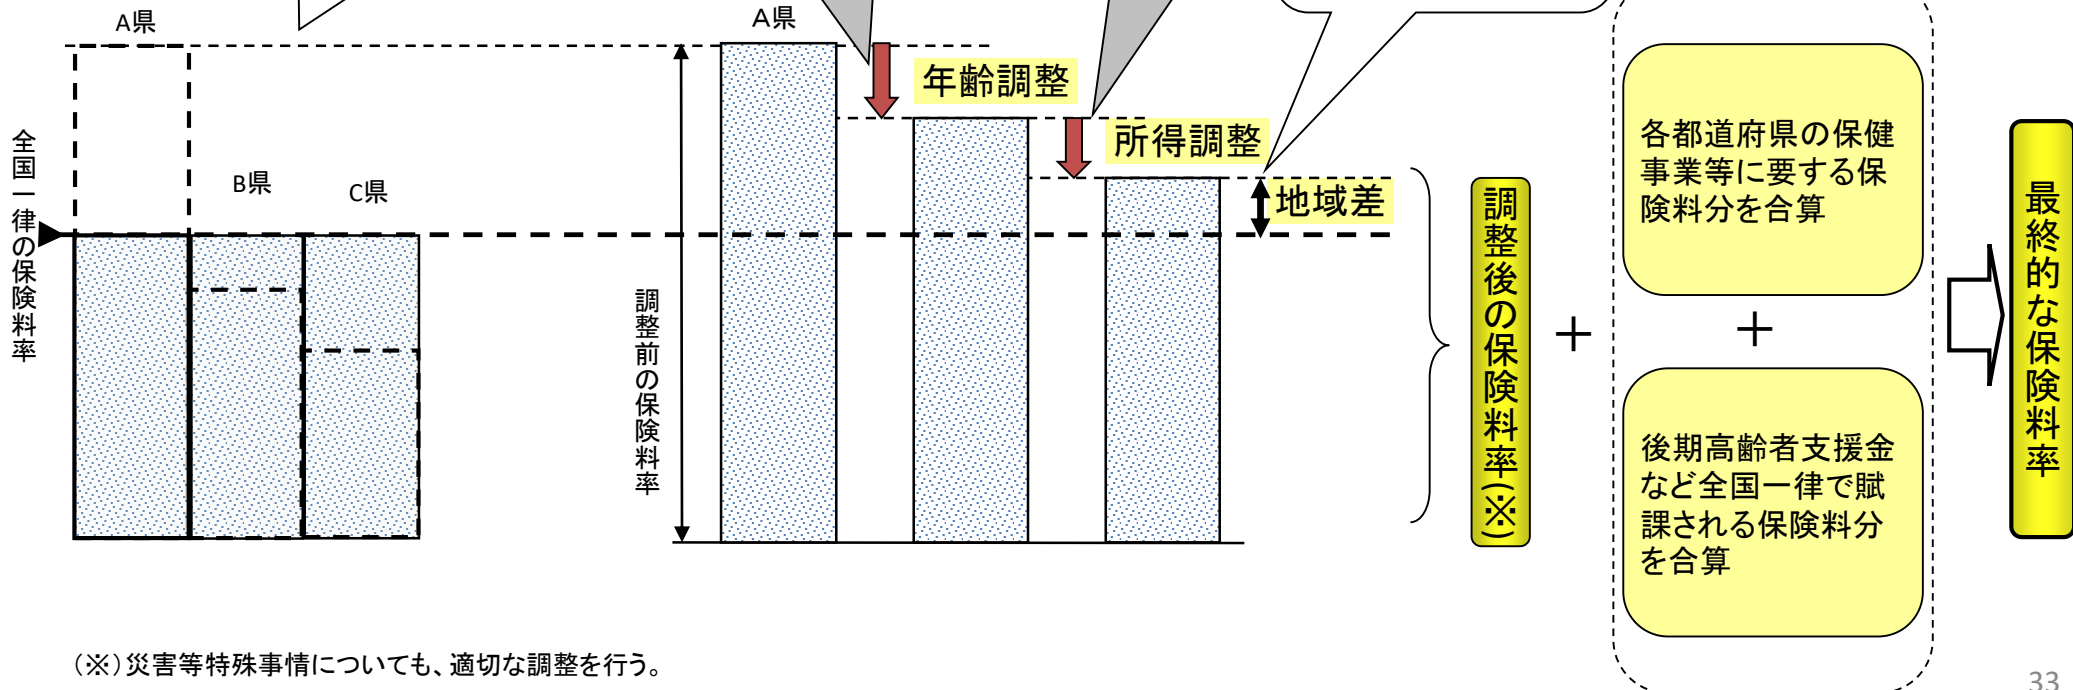 A県
B県
C県
全国一律の保険料率
A県
年齢調整
所得調整
地域差
調整前の保険料率
調整後の保険料率(※)
＋
各都道府県の保健
事業等に要する保
険料分を合算
＋
後期高齢者支援金
など全国一律で賦
課される保険料分
を合算
最終的な保険料率
(※)災害等特殊事情についても、適切な調整を行う。
33